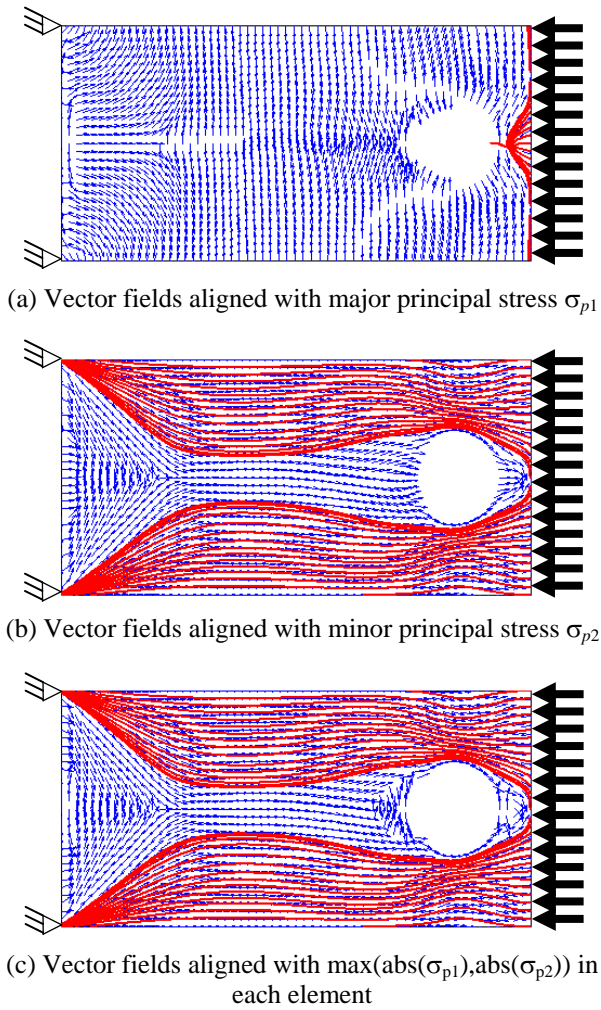 (a) Vector fields aligned with major principal stress σp1
(b) Vector fields aligned with minor principal stress σp2
(c) Vector fields aligned with max(abs(σp1),abs(σp2)) in
each element